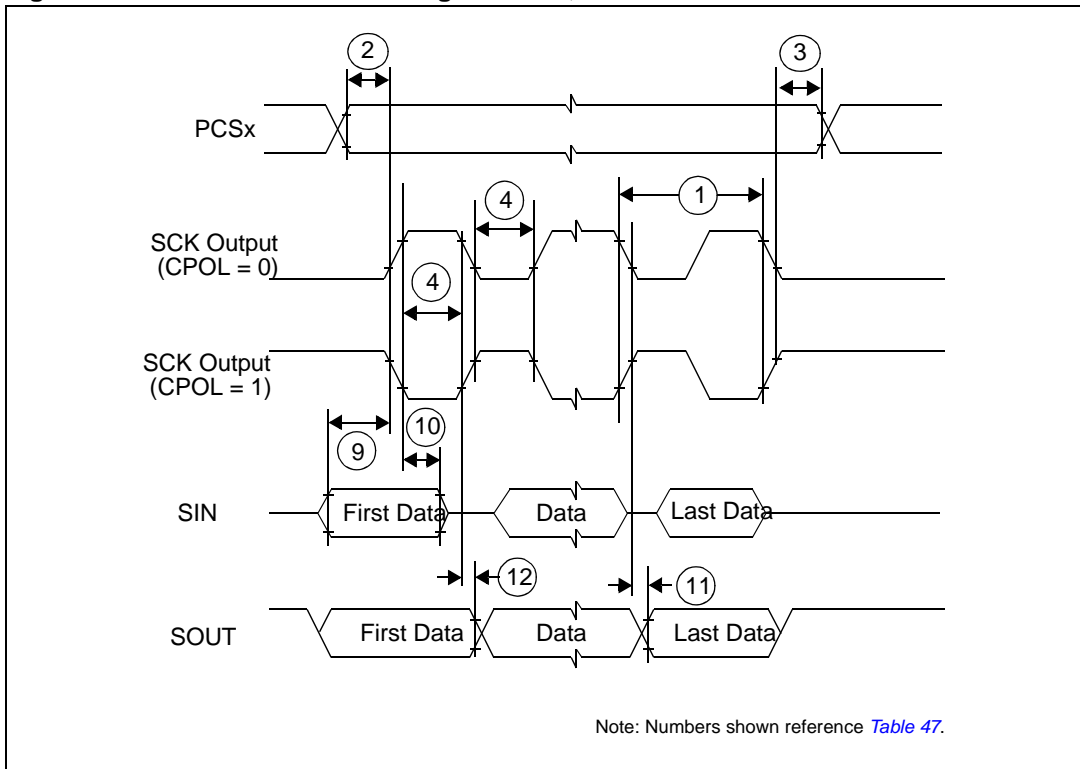 2
3
PCSx
4
1
SCK Output
(CPOL = 0)
4
SCK Output
(CPOL = 1)
10
9
SIN
First Data
Data
Last Data
12
11
SOUT
First Data
Data
Last Data
Note: Numbers shown reference Table 47.